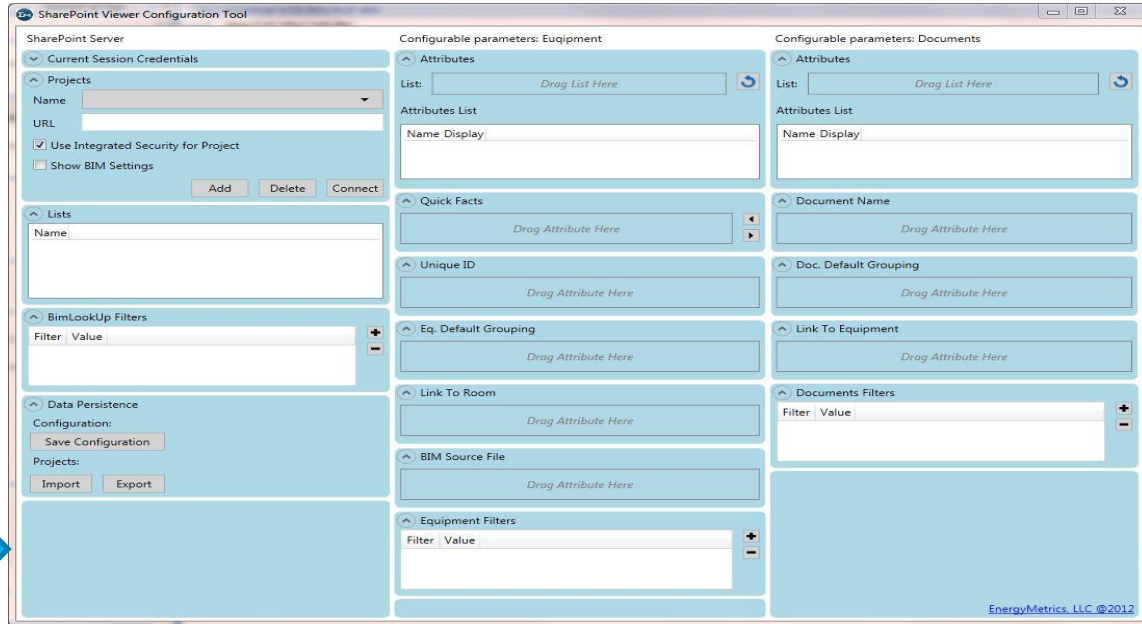 SharePoint Viewer Configuration Tool
SharePoint Server
Current Session Credentials
Projects
Name
URL
Use Integrated Security for Project
Show BIM Settings
Add Delete Connect
Lists
Name
BimLookUp Filters
Filter Value
Data Persistence
Configuration:
Save Configuration
Projects:
Import Export
Configurable parameters: Euqipment
Attributes
List: Drag List Here
Attributes List
Name Display
Quick Facts
Drag Attribute Here
Unique ID
Drag Attribute Here
Eq. Default Grouping
Drag Attribute Here
Link To Room
Drag Attribute Here
BIM Source File
Drag Attribute Here
Equipment Filters
Filter Value
Configurable parameters: Documents
Attributes
List: Drag List Here
Attributes List
Name Display
Document Name
Drag Attribute Here
Doc. Default Grouping
Drag Attribute Here
Link To Equipment
Drag Attribute Here
Documents Filters
Filter Value
EnergyMetrics, LLC @2012